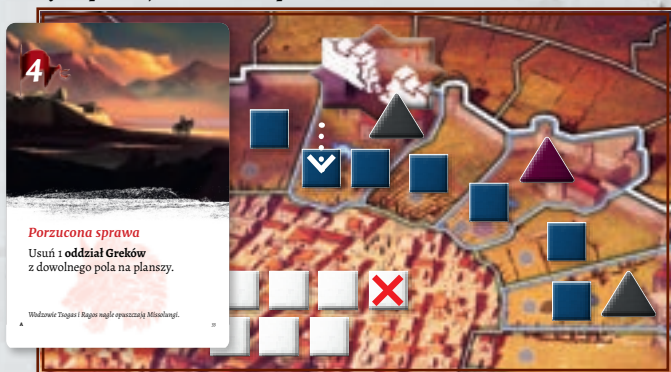 4
Porzucona sprawa
Usuń 1 oddział Greków
z dowolnego pola na planszy.
Wodzowie Tsogas i Ragos nagle opuszczają Missolungi.